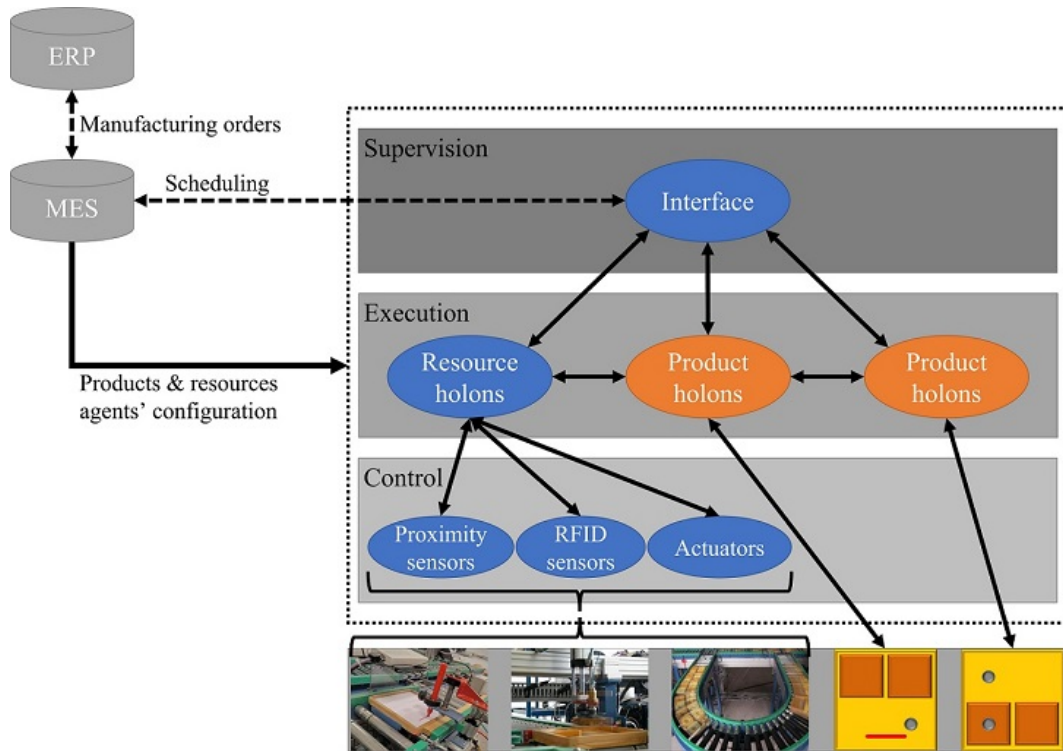 ERP
Manufacturing orders
MES
Scheduling
Supervision
Interface
Products & resources
agents’ configuration
Execution
Resource
holons
Product
holons
Product
holons
Control
Proximity
sensors
RFID
sensors
Actuators